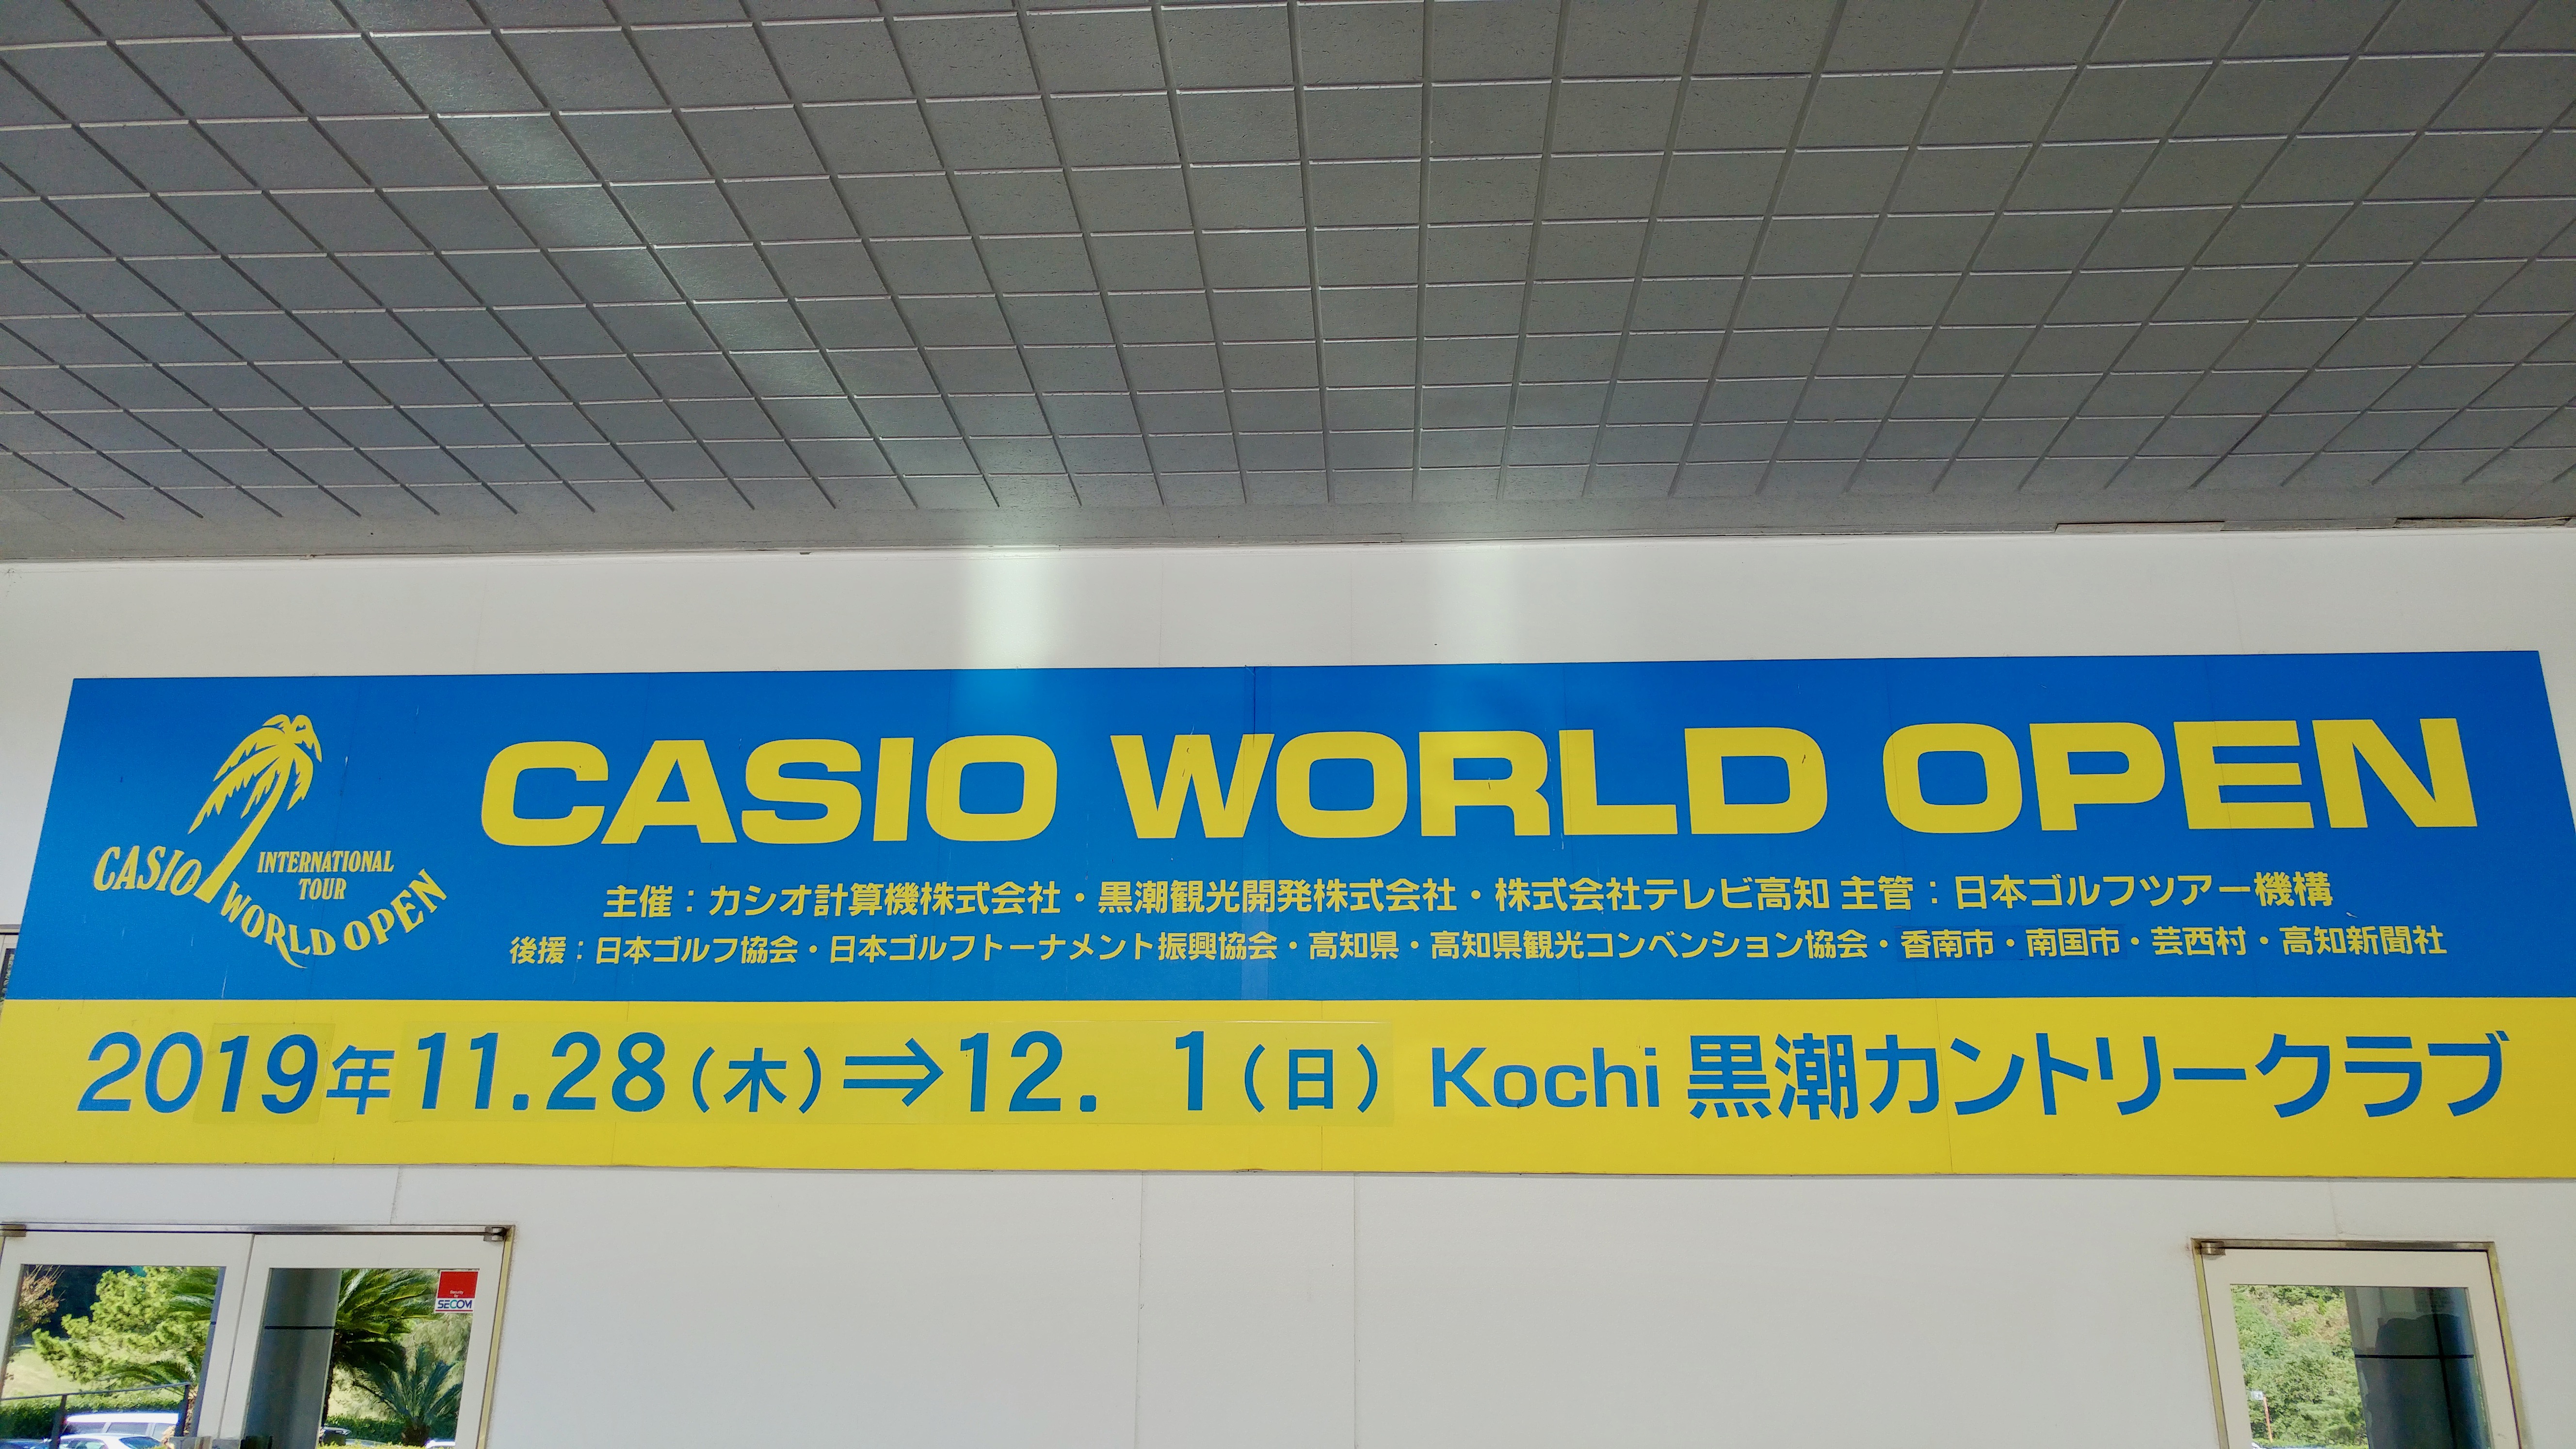 CASIO WORLD OPEN
INTERNATIONAL
TOUR
CASIO WORLD OPEN
主催：カシオ計算機株式会社・黒潮観光開発株式会社・株式会社テレビ高知 主管：日本ゴルフツアー機構
後援：日本ゴルフ協会・日本ゴルフトーナメント振興協会・高知県・高知県観光コンベンション協会・香南市・南国市・芸西村・高知新聞社
2019年11.28(木)⇒12. 1(日) Kochi 黒潮カントリークラブ
Security
by
SECOM